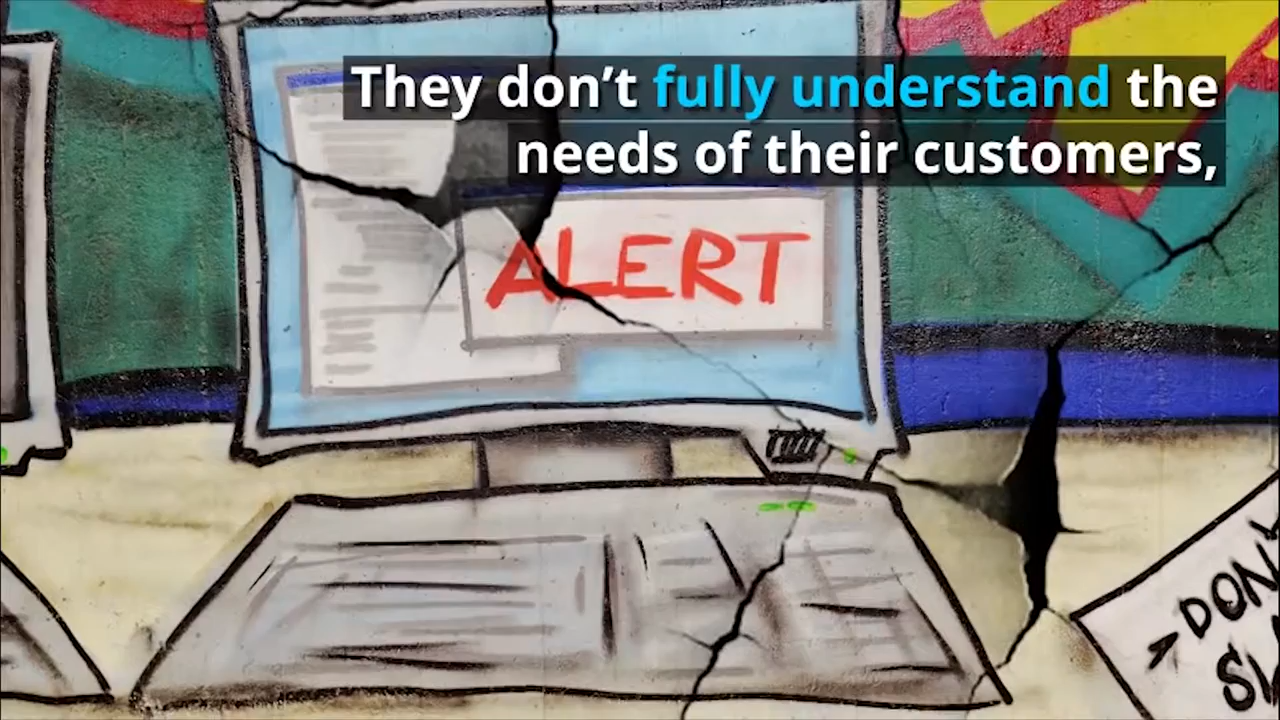 They don’t fully understand the
needs of their customers,
ALERT